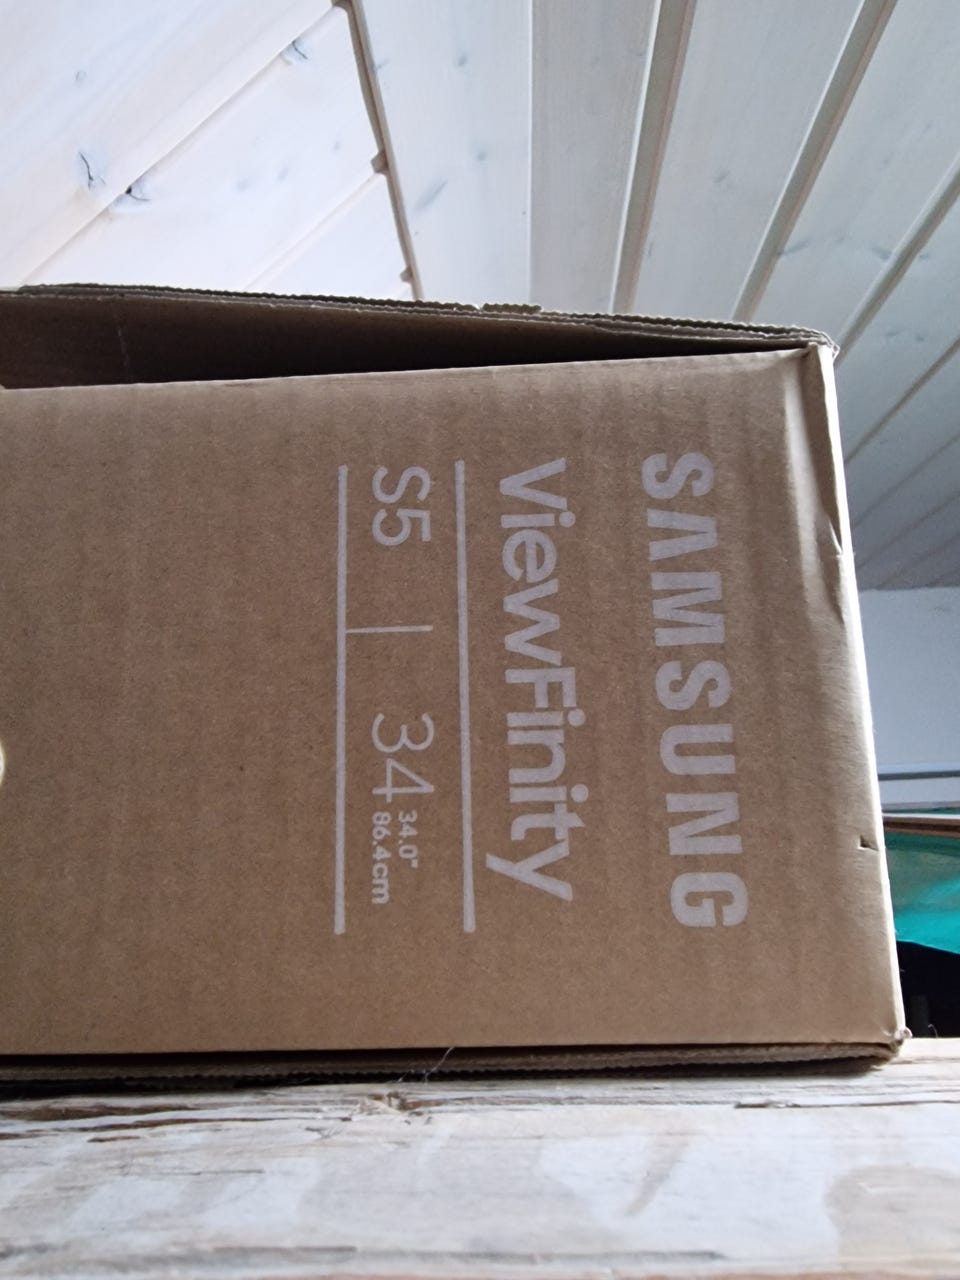 SAMSUNG
ViewFinity
S5 | 34 34.0"
86.4cm